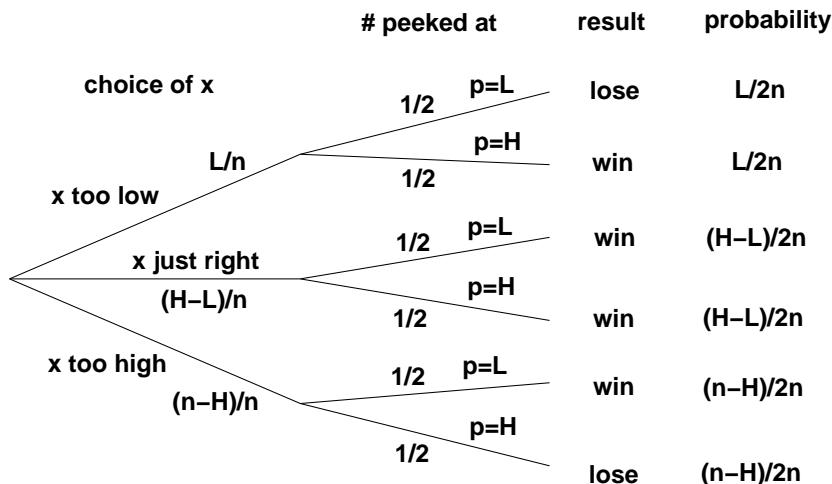 # peeked at result probability
choice of x
1/2 p=L lose L/2n
L/n
p=H
1/2 win L/2n
x too low
1/2 p=L win (H−L)/2n
x just right
(H−L)/n
p=H
1/2 win (H−L)/2n
x too high
1/2 p=L win (n−H)/2n
(n−H)/n
p=H
1/2 lose (n−H)/2n